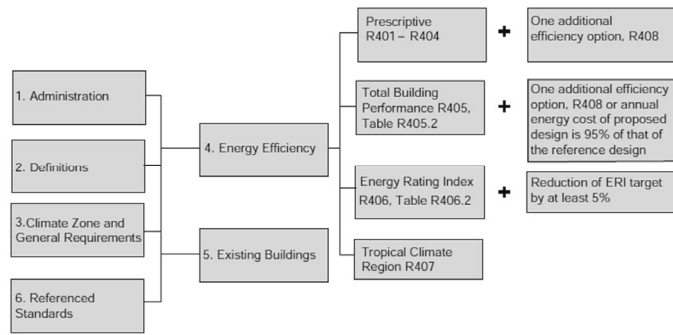 1. Administration
2. Definitions
3.Climate Zone and
General Requirements
6. Referenced
Standards
4. Energy Efficiency
5. Existing Buildings
Prescriptive
R401 – R404
+
One additional
efficiency option, R408
Total Building
Performance R405,
Table R405.2
+
One additional efficiency
option, R408 or annual
energy cost of proposed
design is 95% of that of
the reference design
Energy Rating Index
R406, Table R406.2
+
Reduction of ERI target
by at least 5%
Tropical Climate
Region R407